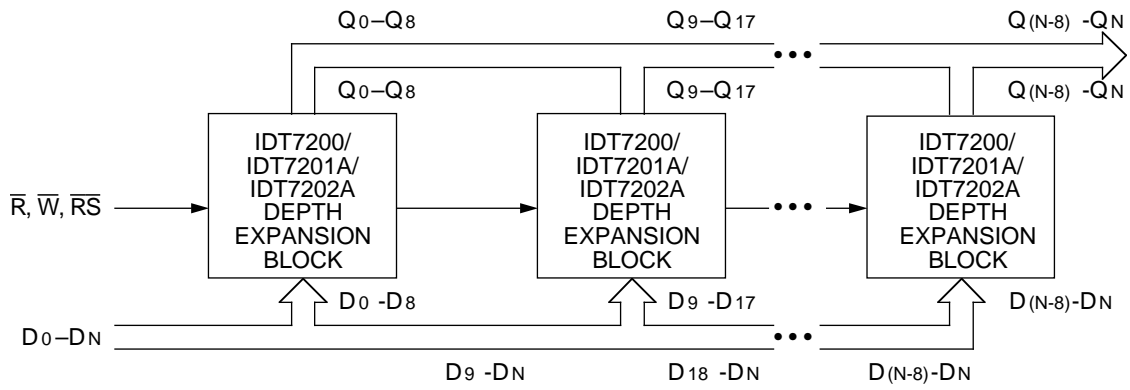 Q0–Q8 Q9–Q17 Q(N-8) -QN
Q0–Q8 Q9–Q17 Q(N-8) -QN
IDT7200/
IDT7201A/
IDT7202A
DEPTH
EXPANSION
BLOCK
IDT7200/
IDT7201A/
IDT7202A
DEPTH
EXPANSION
BLOCK
IDT7200/
IDT7201A/
IDT7202A
DEPTH
EXPANSION
BLOCK
R̅, W̅, R̅S̅
•••
•••
D0 -D8 D9 -D17 D(N-8)-DN
D0–DN
•••
D9 -DN D18 -DN D(N-8)-DN